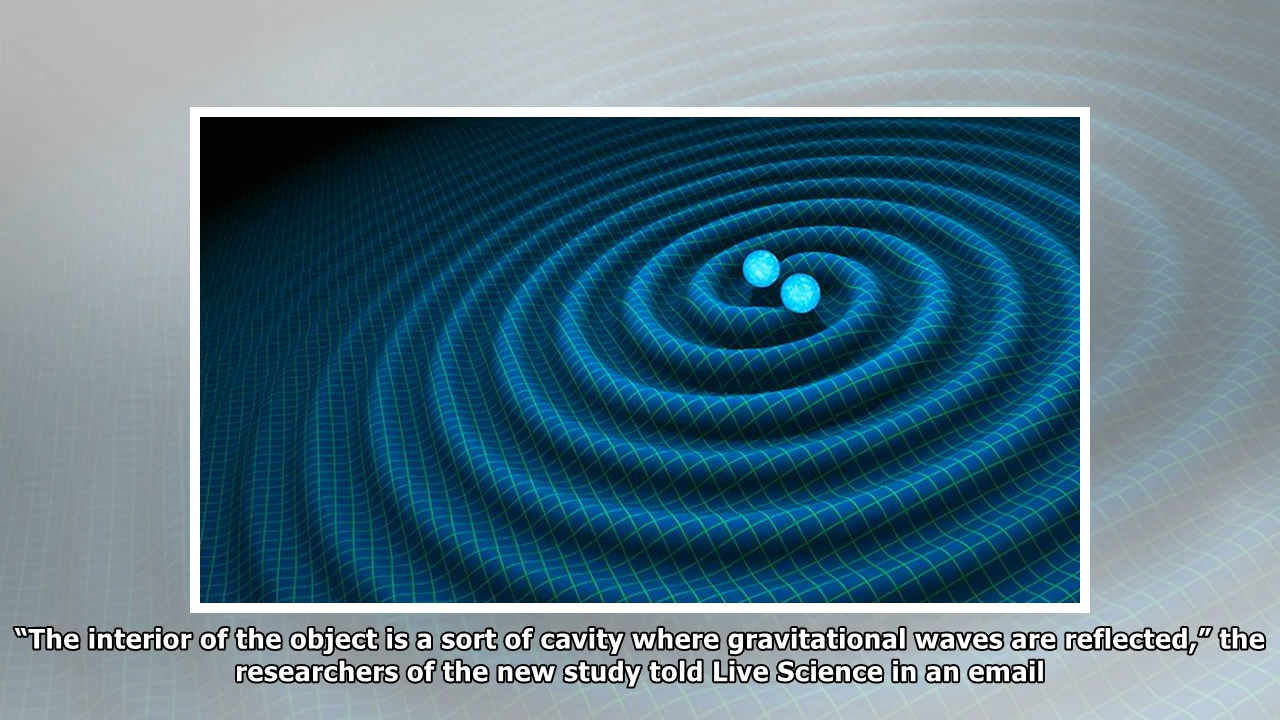 “The interior of the object is a sort of cavity where gravitational waves are reflected,” the
researchers of the new study told Live Science in an email